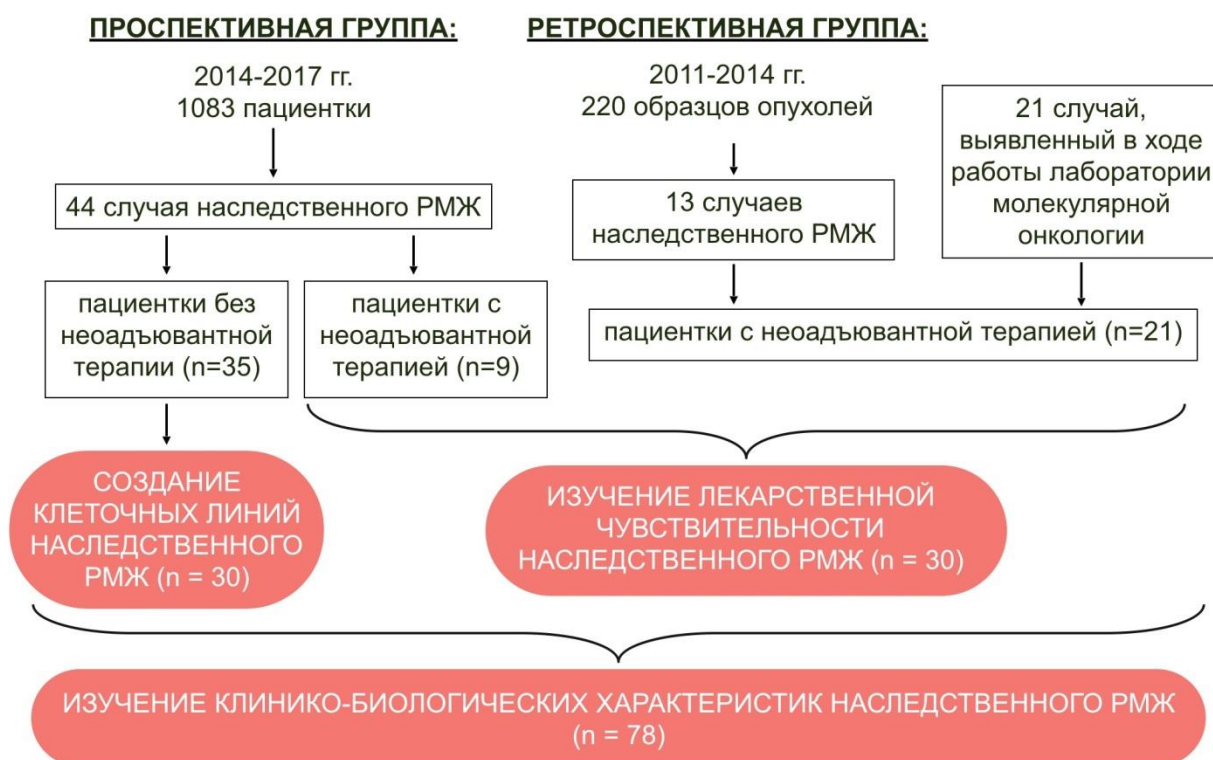 ПРОСПЕКТИВНАЯ ГРУППА:
2014-2017 гг.
1083 пациентки
44 случая наследственного РМЖ
пациентки без
неоадъювантной
терапии (n=35)
пациентки с
неоадъювантной
терапией (n=9)
РЕТРОСПЕКТИВНАЯ ГРУППА:
2011-2014 гг.
220 образцов опухолей
13 случаев
наследственного РМЖ
21 случай,
выявленный в ходе
работы лаборатории
молекулярной
онкологии
пациентки с неоадъювантной терапией (n=21)
СОЗДАНИЕ
КЛЕТОЧНЫХ ЛИНИЙ
НАСЛЕДСТВЕННОГО
РМЖ (n = 30)
ИЗУЧЕНИЕ ЛЕКАРСТВЕННОЙ
ЧУВСТВИТЕЛЬНОСТИ
НАСЛЕДСТВЕННОГО РМЖ (n = 30)
ИЗУЧЕНИЕ КЛИНИКО-БИОЛОГИЧЕСКИХ ХАРАКТЕРИСТИК НАСЛЕДСТВЕННОГО РМЖ
(n = 78)